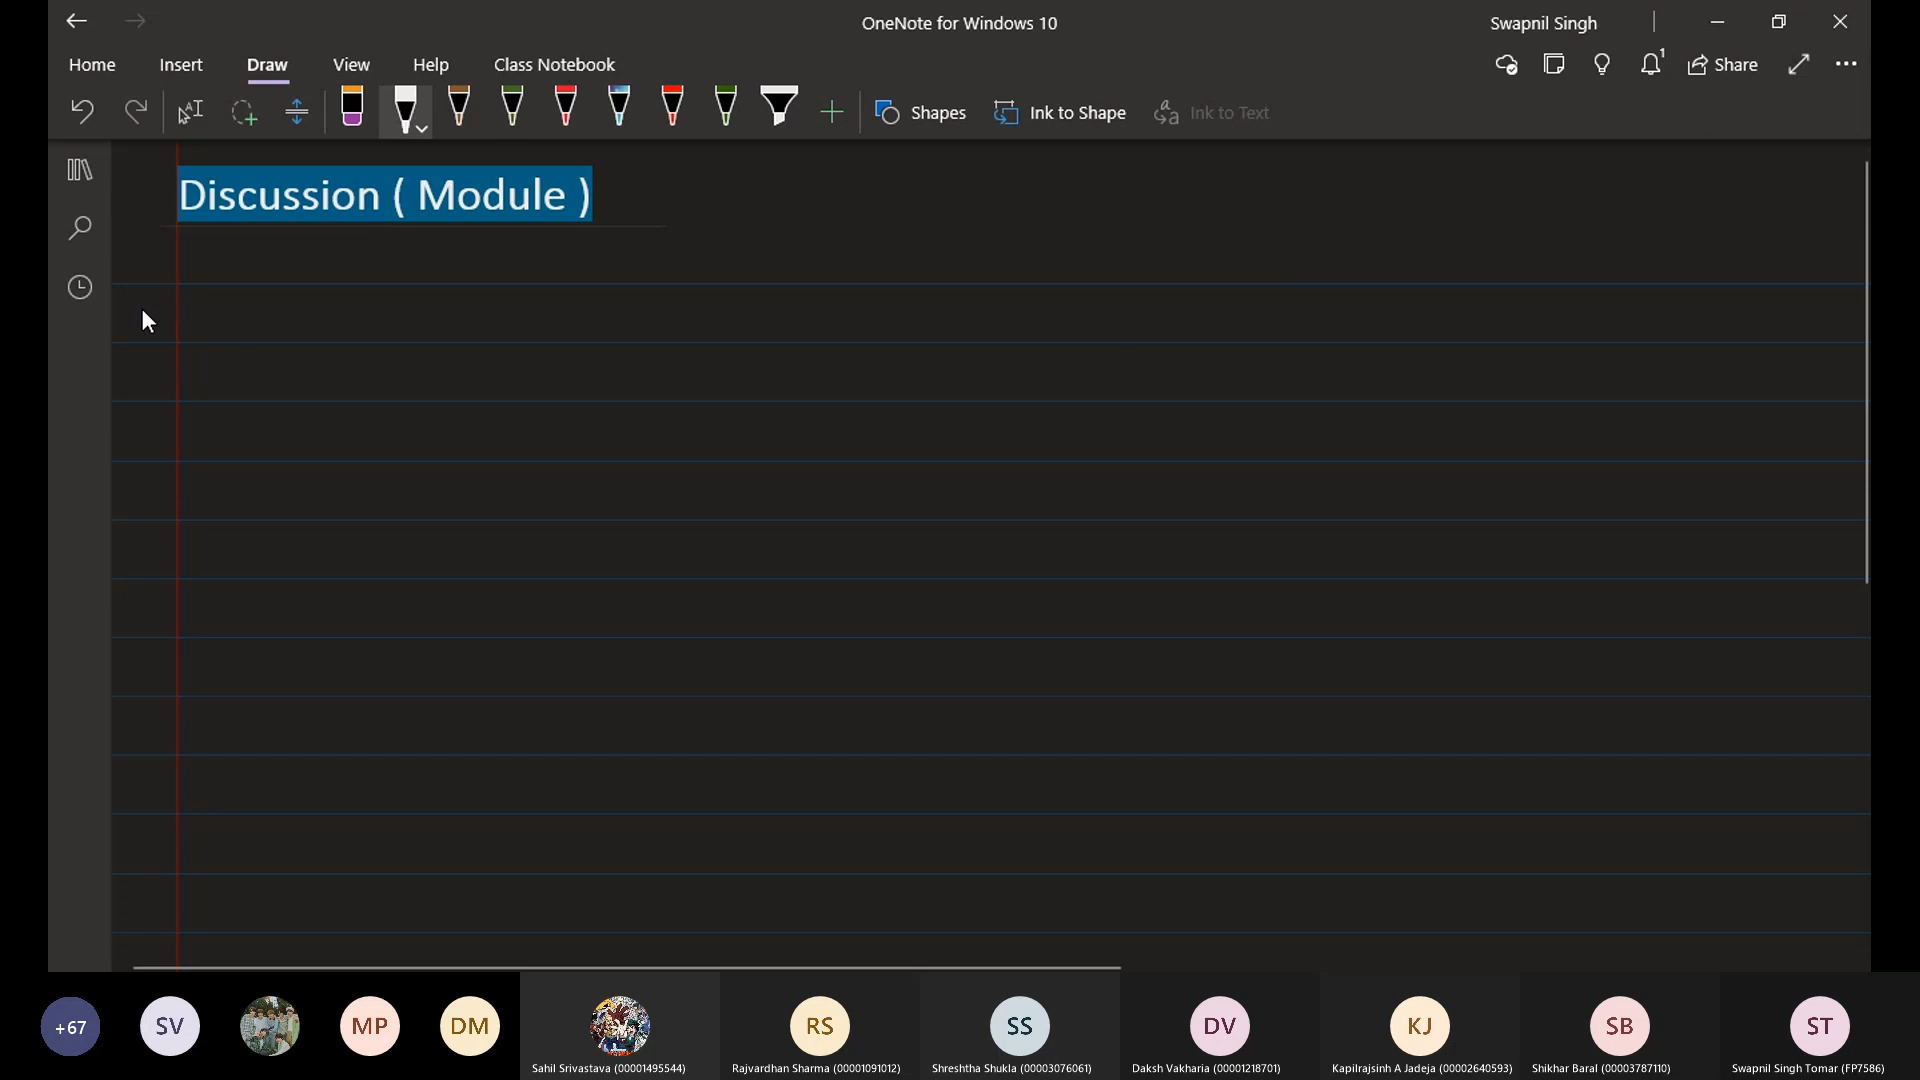 OneNote for Windows 10
Swapnil Singh
Home Insert Draw View Help Class Notebook
1
Share
Shapes Ink to Shape Ink to Text
Discussion ( Module )
+67 SV MP DM RS SS DV KJ SB ST
Sahil Srivastava (00001495544) Rajvardhan Sharma (00001091012) Shreshtha Shukla (00003076061) Daksh Vakharia (00001218701) Kapilrajsinh A Jadeja (00002640593) Shikhar Baral (00003787110) Swapnil Singh Tomar (FP7586)